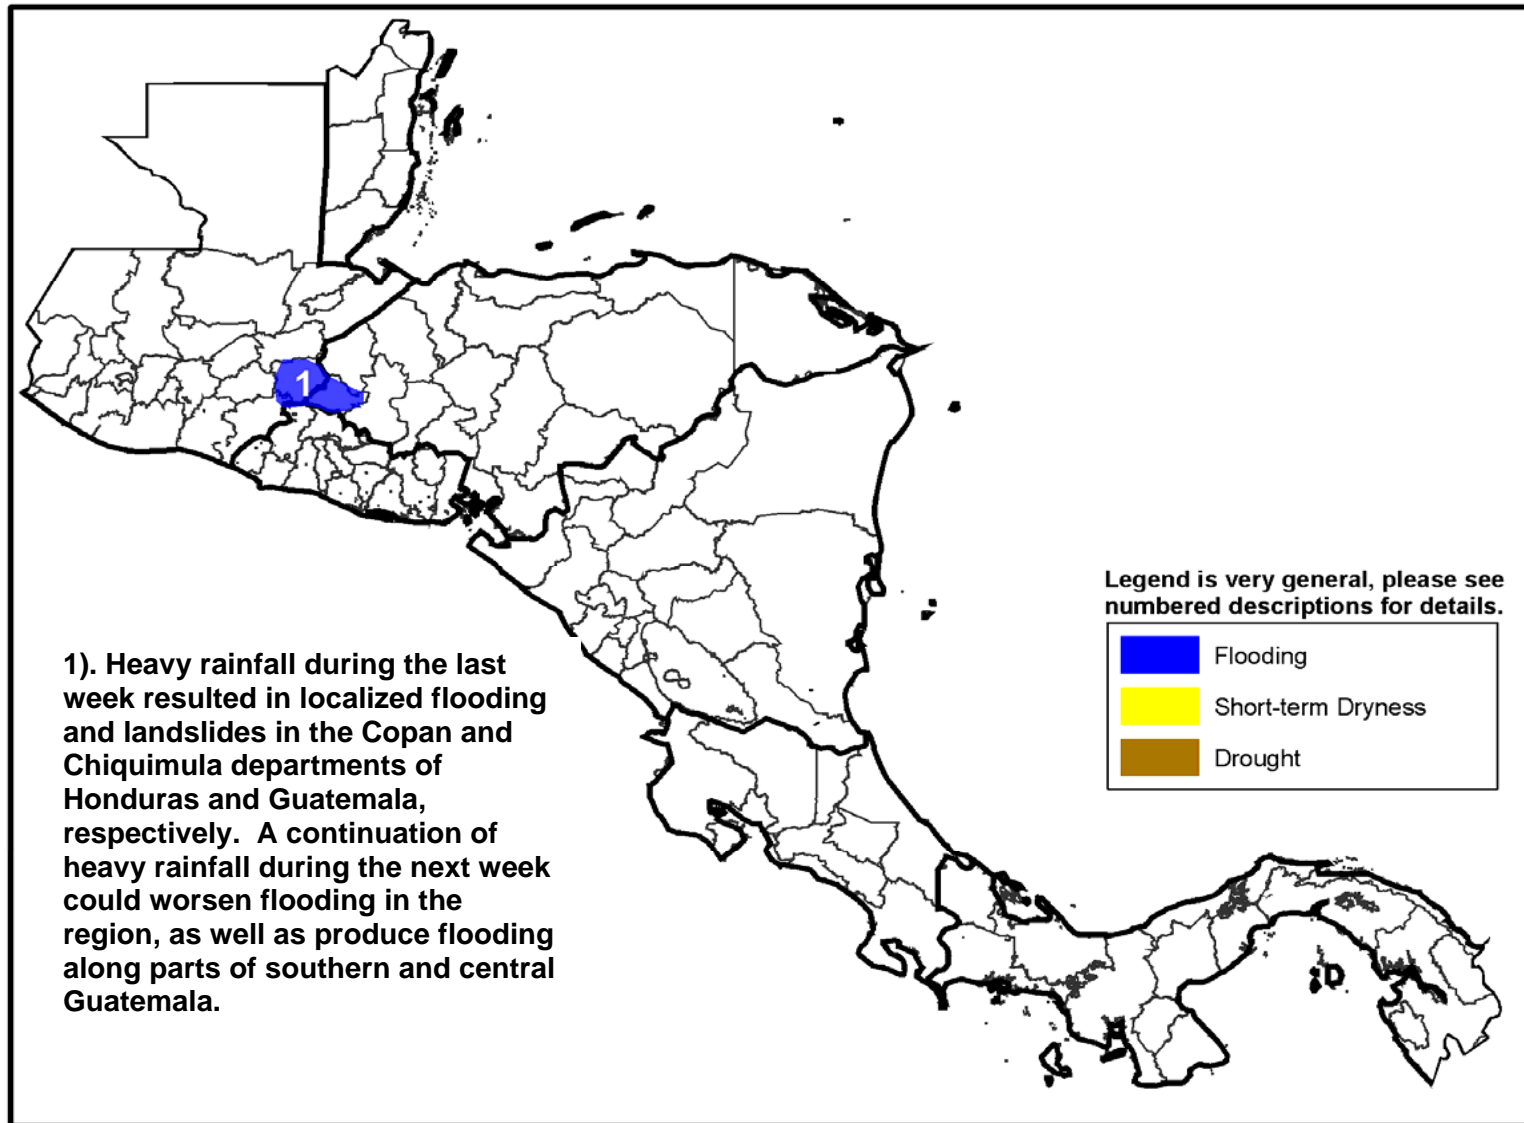 1
Legend is very general, please see
numbered descriptions for details.
Flooding
Short-term Dryness
Drought
1). Heavy rainfall during the last
week resulted in localized flooding
and landslides in the Copan and
Chiquimula departments of
Honduras and Guatemala,
respectively.  A continuation of
heavy rainfall during the next week
could worsen flooding in the
region, as well as produce flooding
along parts of southern and central
Guatemala.